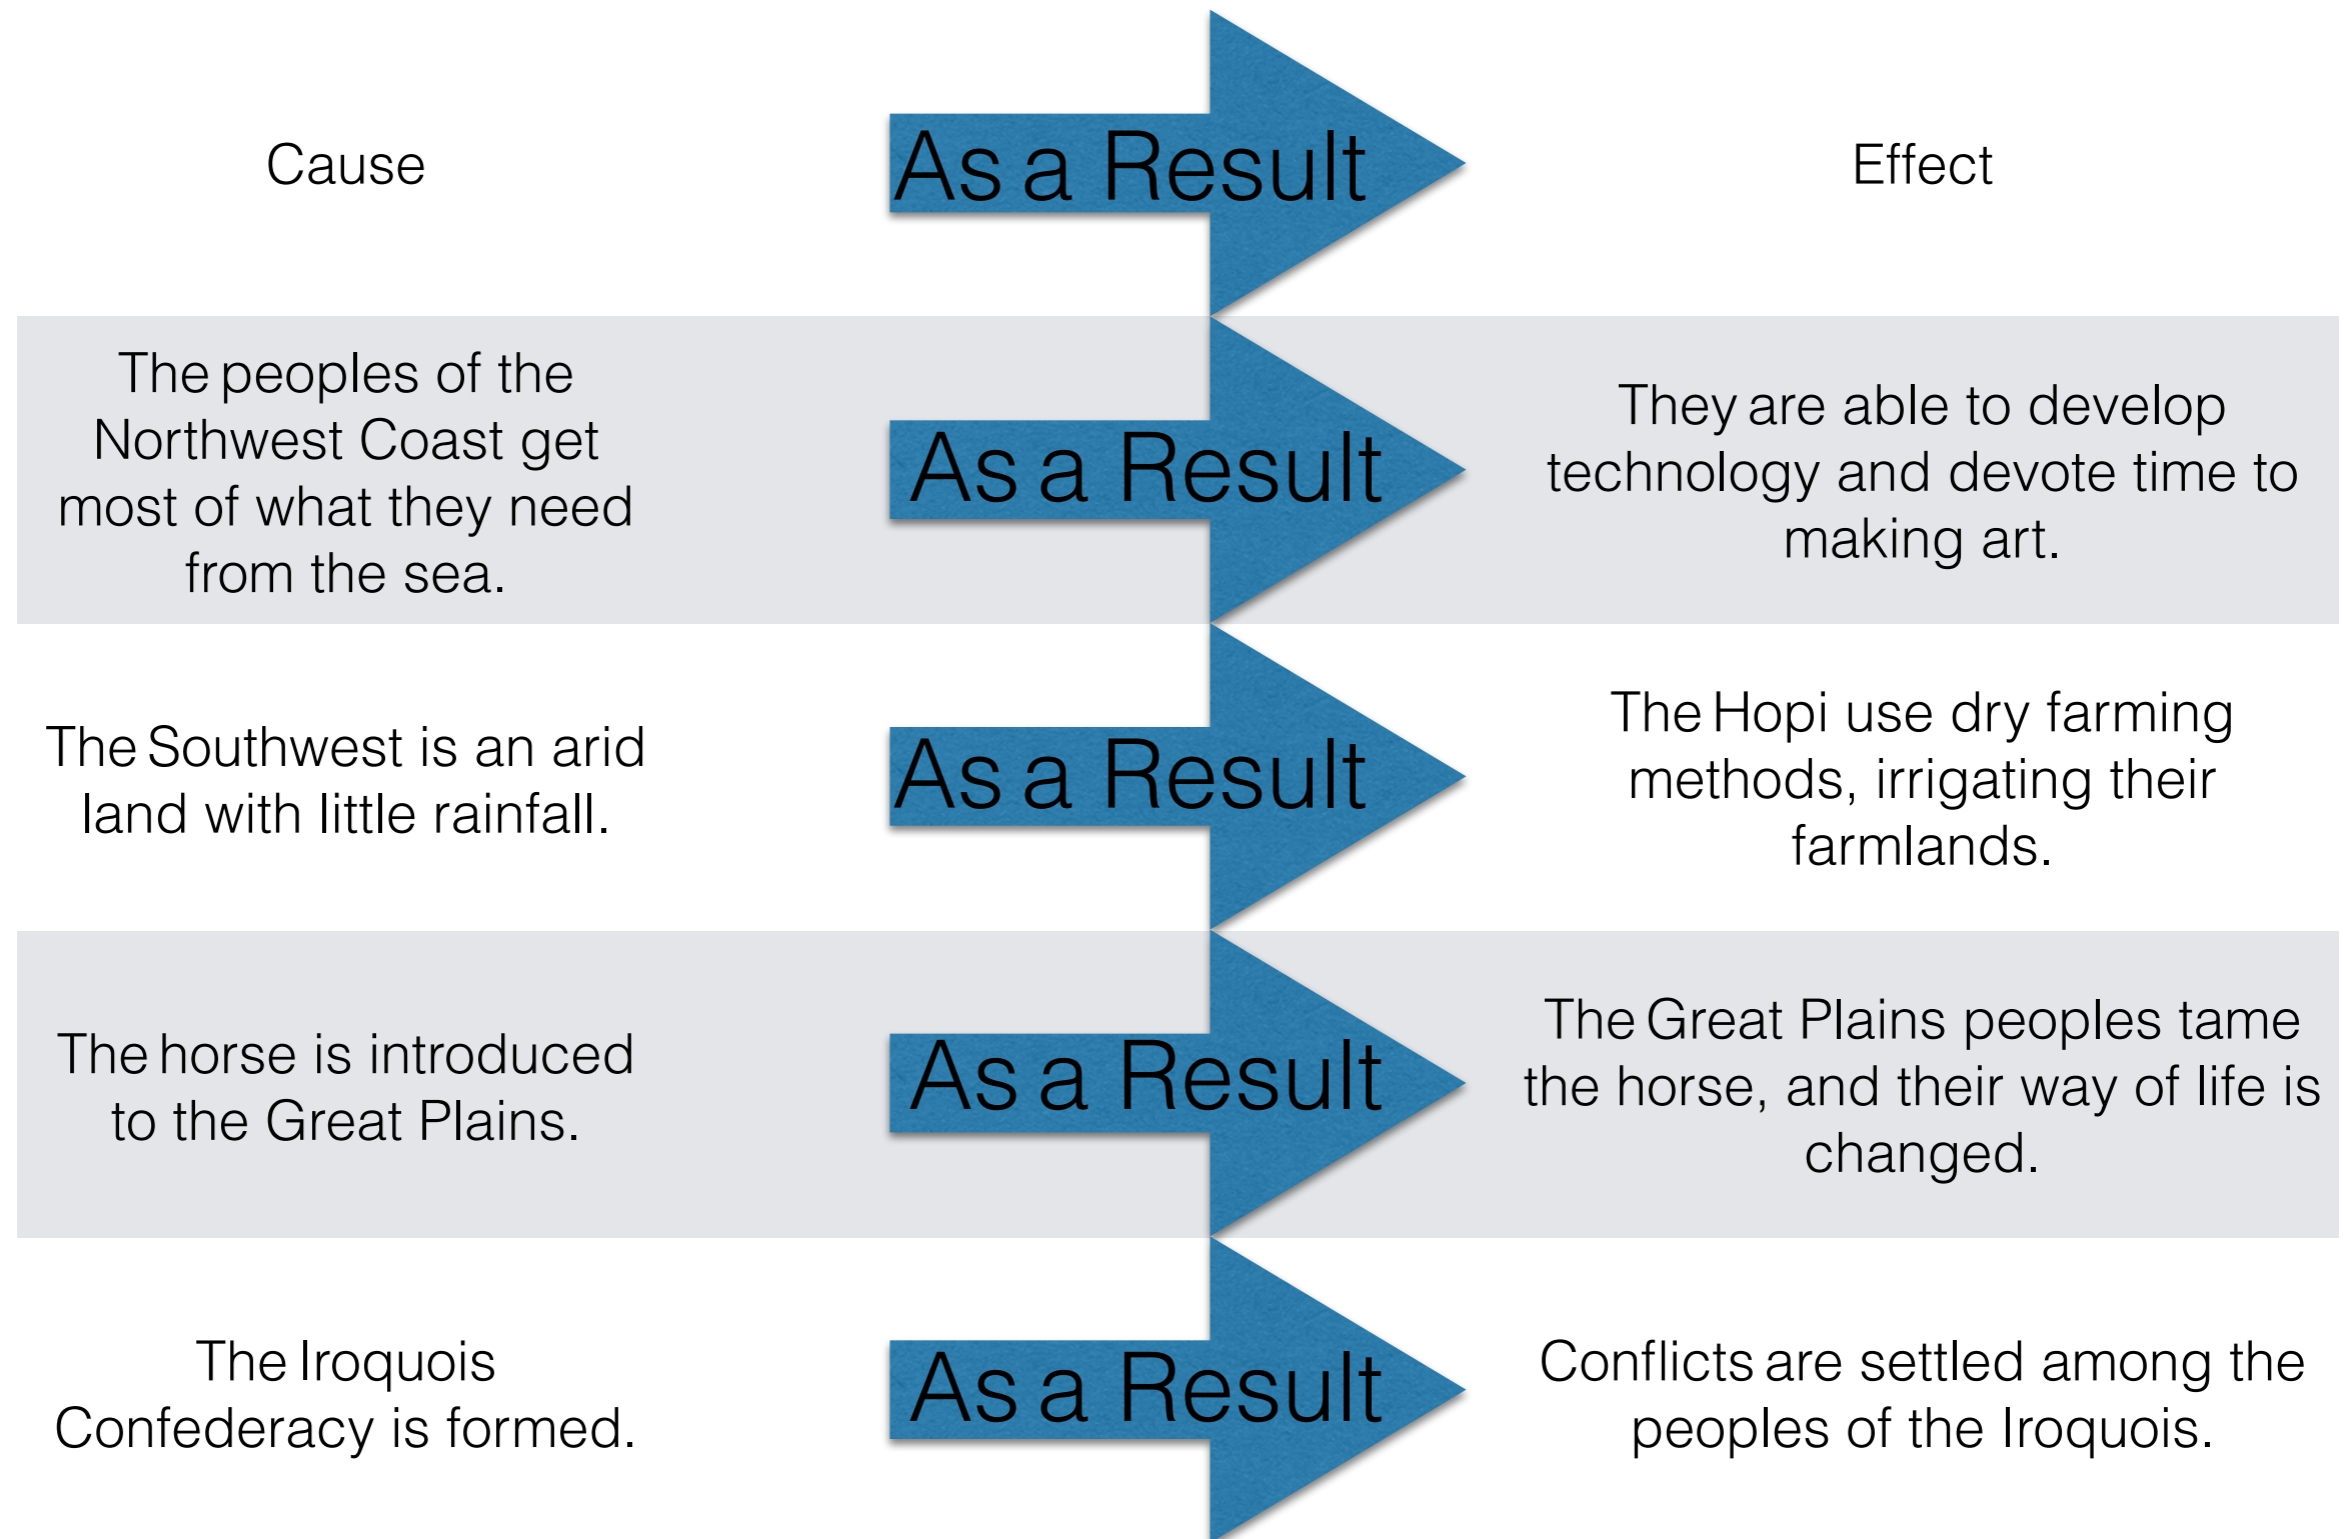 Cause
As a Result
Effect
The peoples of the
Northwest Coast get
most of what they need
from the sea.
As a Result
They are able to develop
technology and devote time to
making art.
The Southwest is an arid
land with little rainfall.
As a Result
The Hopi use dry farming
methods, irrigating their
farmlands.
The horse is introduced
to the Great Plains.
As a Result
The Great Plains peoples tame
the horse, and their way of life is
changed.
The Iroquois
Confederacy is formed.
As a Result
Conflicts are settled among the
peoples of the Iroquois.